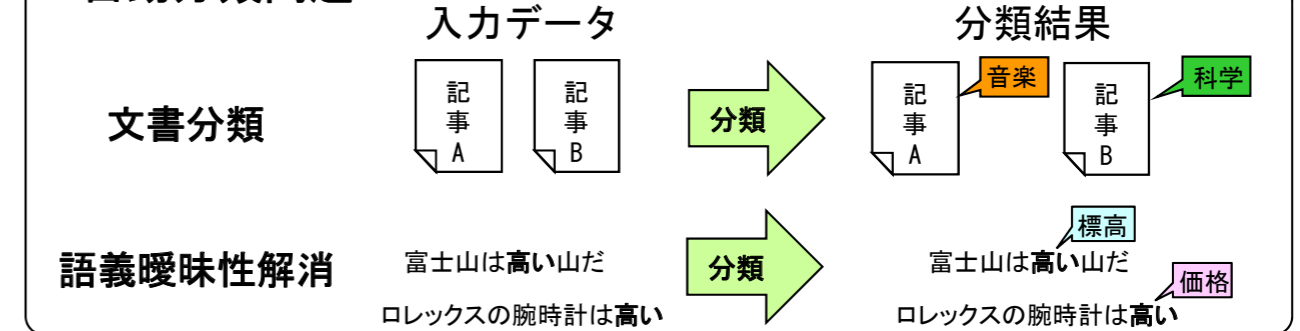 入力データ
分類結果
文書分類
記事A
記事B
分類
記事A
音楽
記事B
科学
語義曖昧性解消
富士山は高い山だ
ロレックスの腕時計は高い
分類
標高
富士山は高い山だ
価格
ロレックスの腕時計は高い